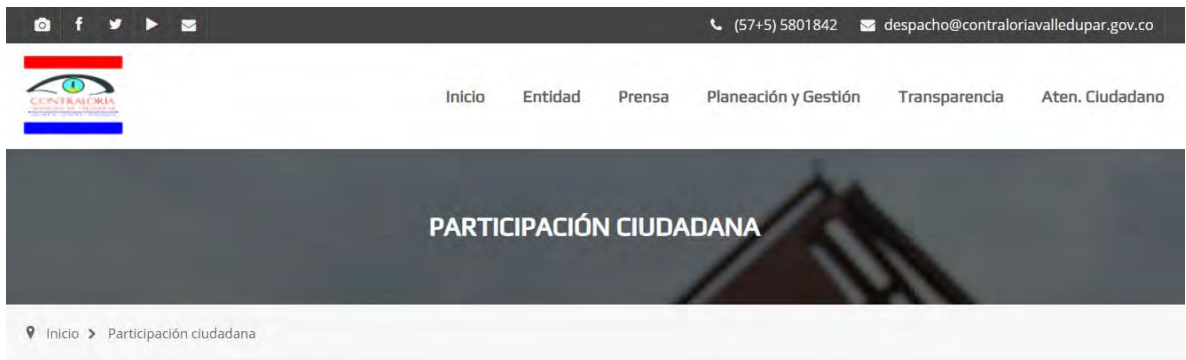 (57+5) 5801842 despacho@contraloriavalledupar.gov.co
CONTRALORIA
Inicio Entidad Prensa Planeación y Gestión Transparencia Aten. Ciudadano
PARTICIPACIÓN CIUDADANA
Inicio > Participación ciudadana